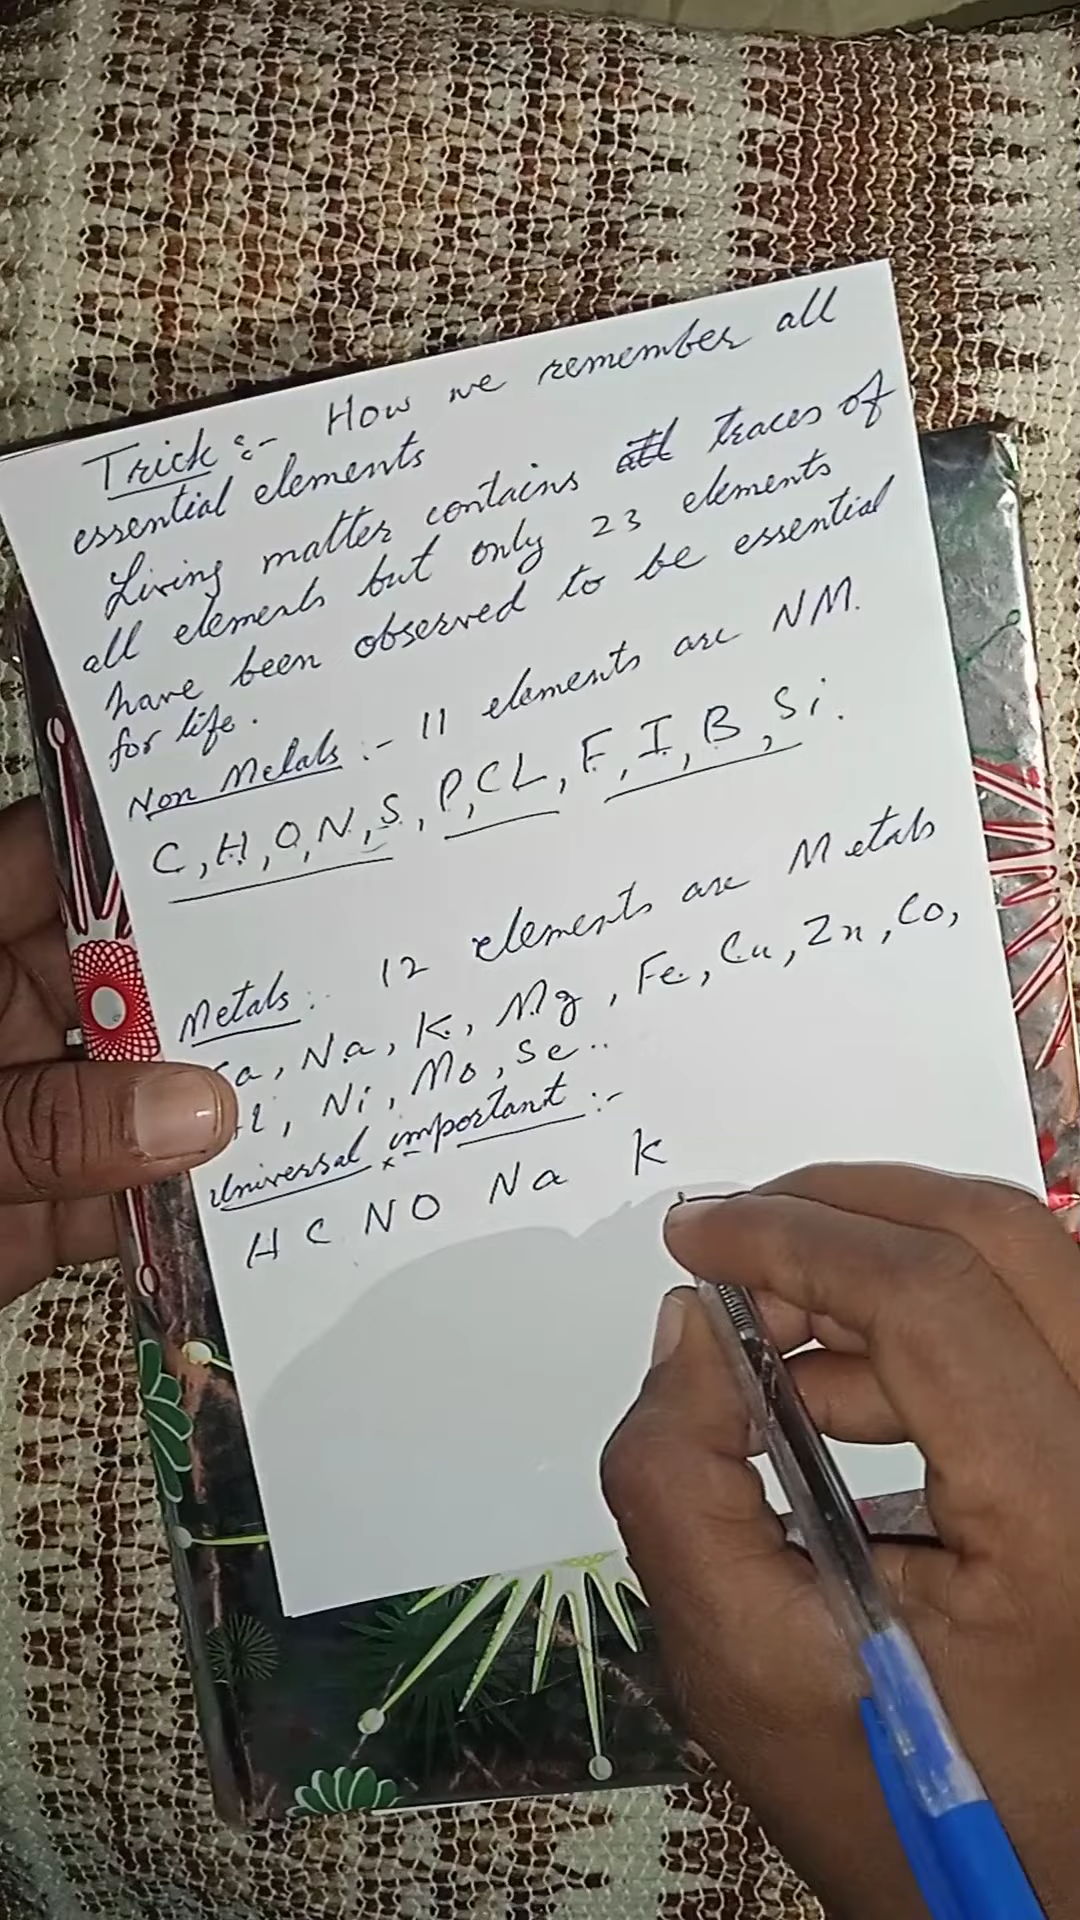 Trick :- How we remember all
essential elements
Living matter contains all traces of
all elements but only 23 elements
have been observed to be essential
for life.
Non Metals :- 11 elements are NM.
C, H, O, N, S, P, CL, F, I, B, Si.
Metals :- 12 elements are Metals
a, Na, K, Mg, Fe, Cu, Zn, Co,
Ni, Mo, Se..
Universal important :-
H C N O Na K